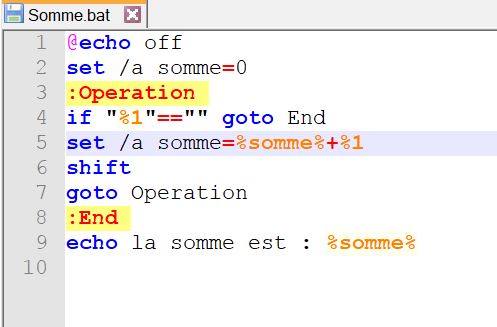 Somme.bat
1 @echo off
2 set /a somme=0
3 :Operation
4 if "%1"=="" goto End
5 set /a somme=%somme%+%1
6 shift
7 goto Operation
8 :End
9 echo la somme est : %somme%
10